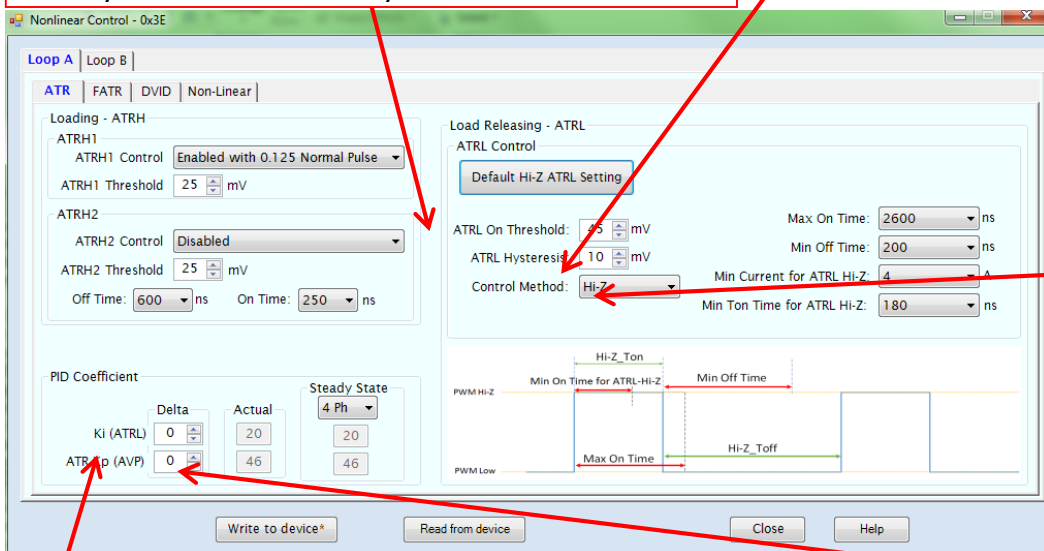 Nonlinear Control - 0x3E
Loop A Loop B
ATR FATR DVID Non-Linear
Loading - ATRH
ATRH1
ATRH1 Control Enabled with 0.125 Normal Pulse
ATRH1 Threshold 25 mV
ATRH2
ATRH2 Control Disabled
ATRH2 Threshold 25 mV
Off Time: 600 ns On Time: 250 ns
Load Releasing - ATRL
ATRL Control
Default Hi-Z ATRL Setting
ATRL On Threshold: 45 mV
ATRL Hysteresis: 10 mV
Control Method: Hi-Z
Max On Time: 2600 ns
Min Off Time: 200 ns
Min Current for ATRL Hi-Z: 4 A
Min Ton Time for ATRL Hi-Z: 180 ns
PID Coefficient
Delta Actual Steady State
4 Ph
Ki (ATRL) 0 20 20
ATR Kp (AVP) 0 46 46
Hi-Z_Ton
PWM Hi-Z Min On Time for ATRL-Hi-Z Min Off Time
Hi-Z_Toff
Max On Time
PWM Low
Write to device* Read from device Close Help